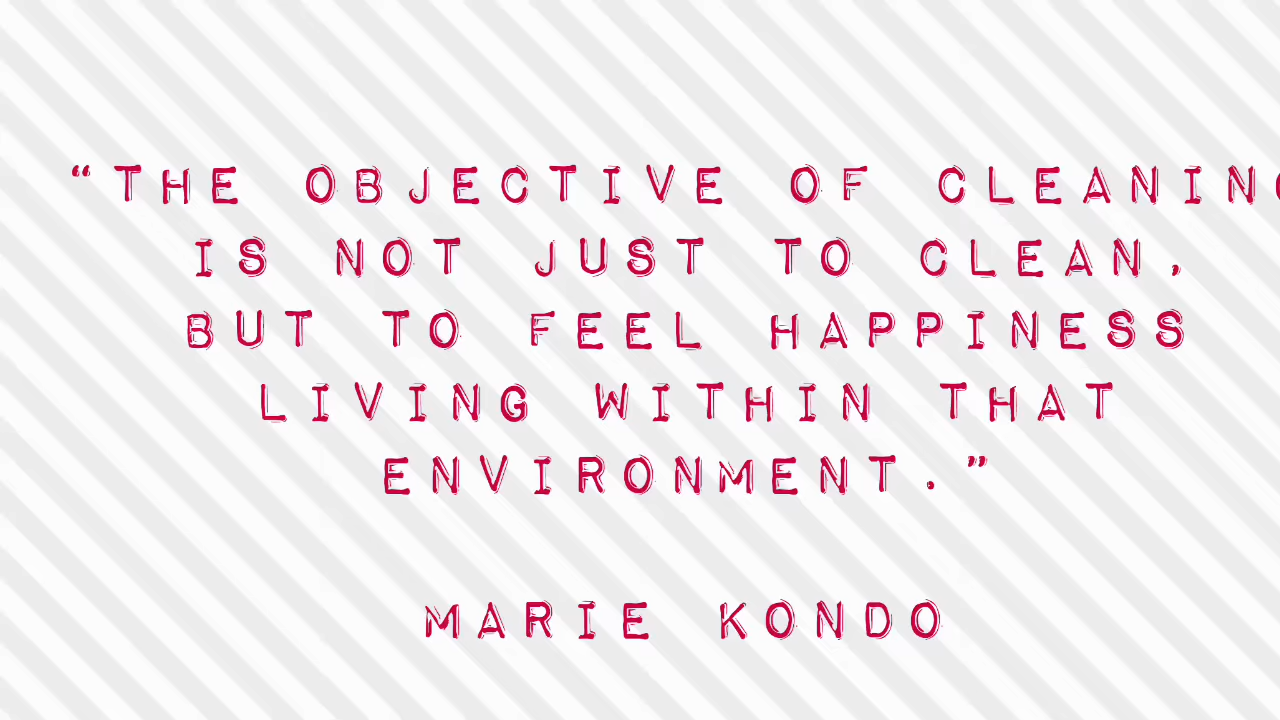 “THE OBJECTIVE OF CLEANING
IS NOT JUST TO CLEAN,
BUT TO FEEL HAPPINESS
LIVING WITHIN THAT
ENVIRONMENT.”
MARIE KONDO